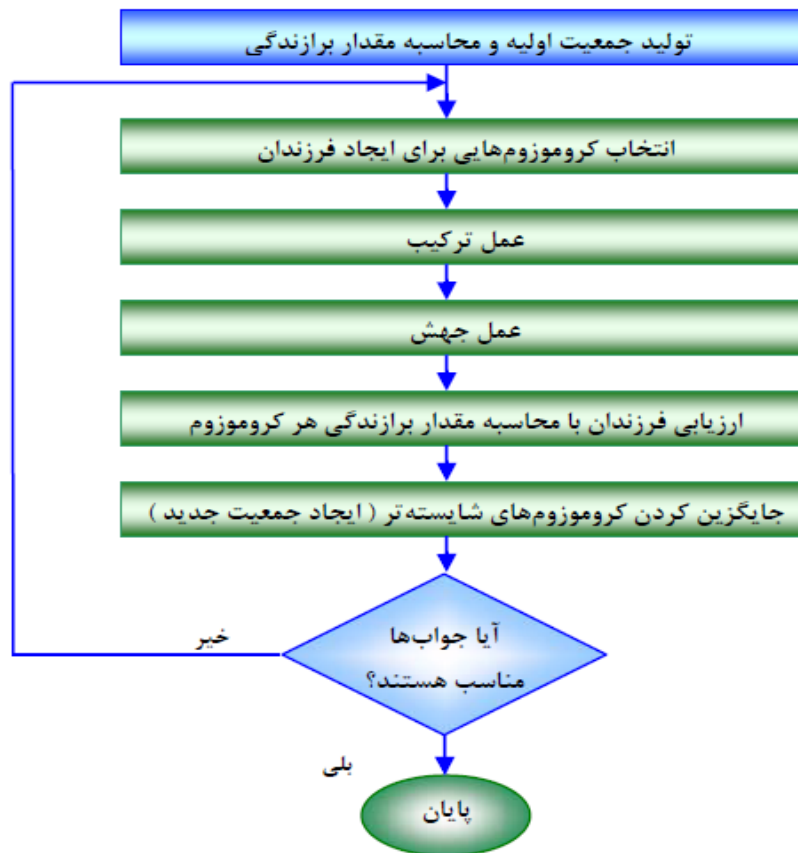 تولید جمعیت اولیه و محاسبه مقدار برازندگی
انتخاب کروموزوم‌هایی برای ایجاد فرزندان
عمل ترکیب
عمل جهش
ارزیابی فرزندان با محاسبه مقدار برازندگی هر کروموزوم
جایگزین کردن کروموزوم‌های شایسته‌تر ( ایجاد جمعیت جدید )
آیا جواب‌ها
مناسب هستند؟
خیر
بلی
پایان